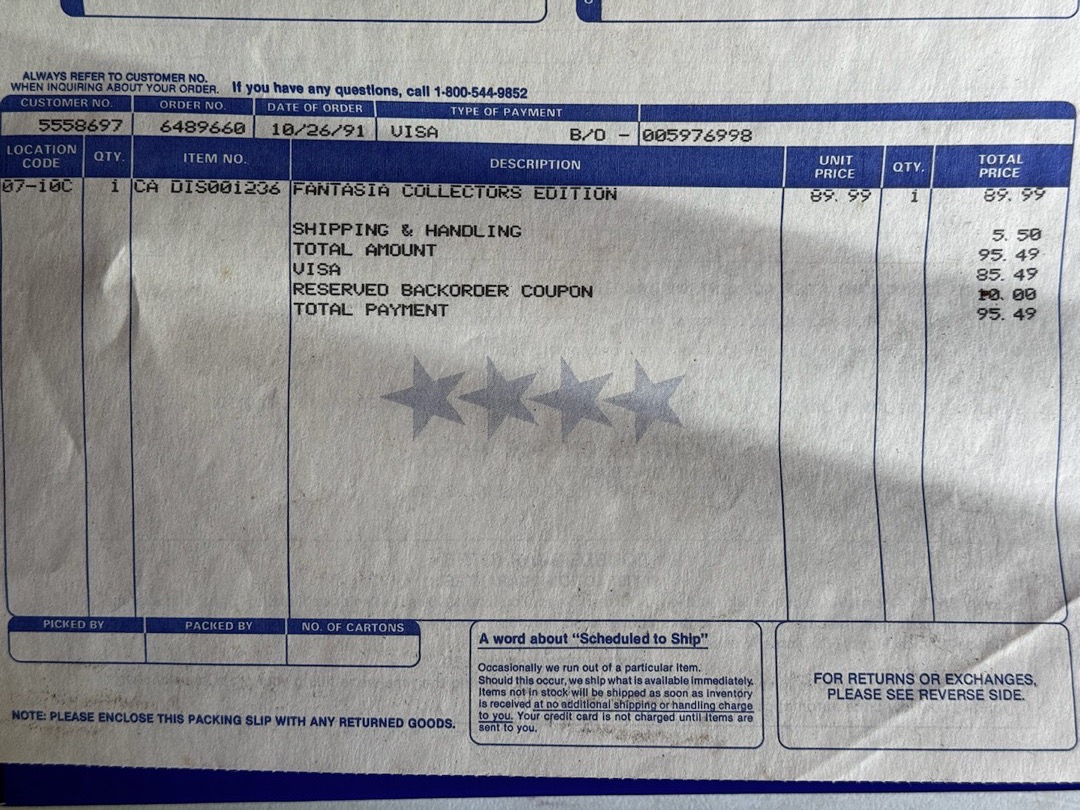 ALWAYS REFER TO CUSTOMER NO.
WHEN INQUIRING ABOUT YOUR ORDER. If you have any questions, call 1-800-544-9852
CUSTOMER NO. ORDER NO. DATE OF ORDER TYPE OF PAYMENT
5558697 6489660 10/26/91 VISA B/O - 005976998
LOCATION CODE QTY. ITEM NO. DESCRIPTION UNIT PRICE QTY. TOTAL PRICE
07-10C 1 CA DIS001236 FANTASIA COLLECTORS EDITION 89.99 1 89.99
SHIPPING & HANDLING 5.50
TOTAL AMOUNT 95.49
VISA 85.49
RESERVED BACKORDER COUPON 10.00
TOTAL PAYMENT 95.49
PICKED BY PACKED BY NO. OF CARTONS
NOTE: PLEASE ENCLOSE THIS PACKING SLIP WITH ANY RETURNED GOODS.
A word about "Scheduled to Ship"
Occasionally we run out of a particular item.
Should this occur, we ship what is available immediately.
Items not in stock will be shipped as soon as inventory
is received at no additional shipping or handling charge
to you. Your credit card is not charged until items are
sent to you.
FOR RETURNS OR EXCHANGES,
PLEASE SEE REVERSE SIDE.